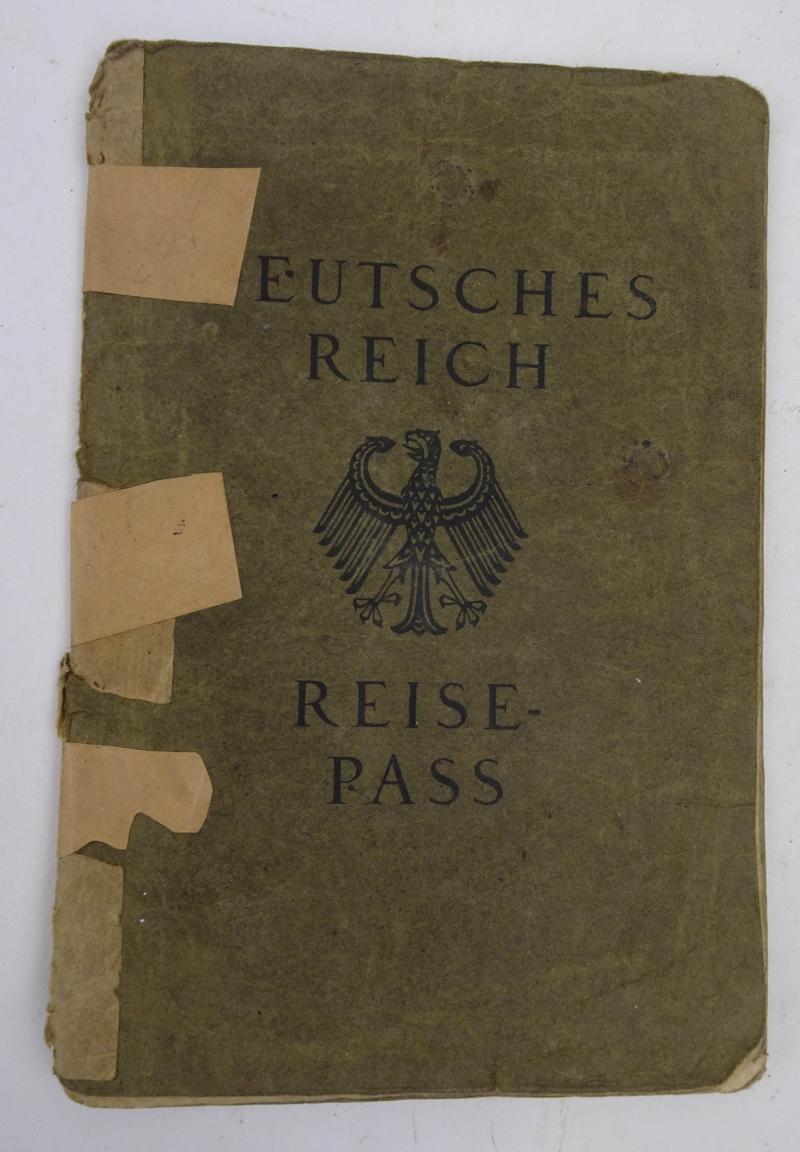 EUTSCHES
REICH
REISE-
PASS